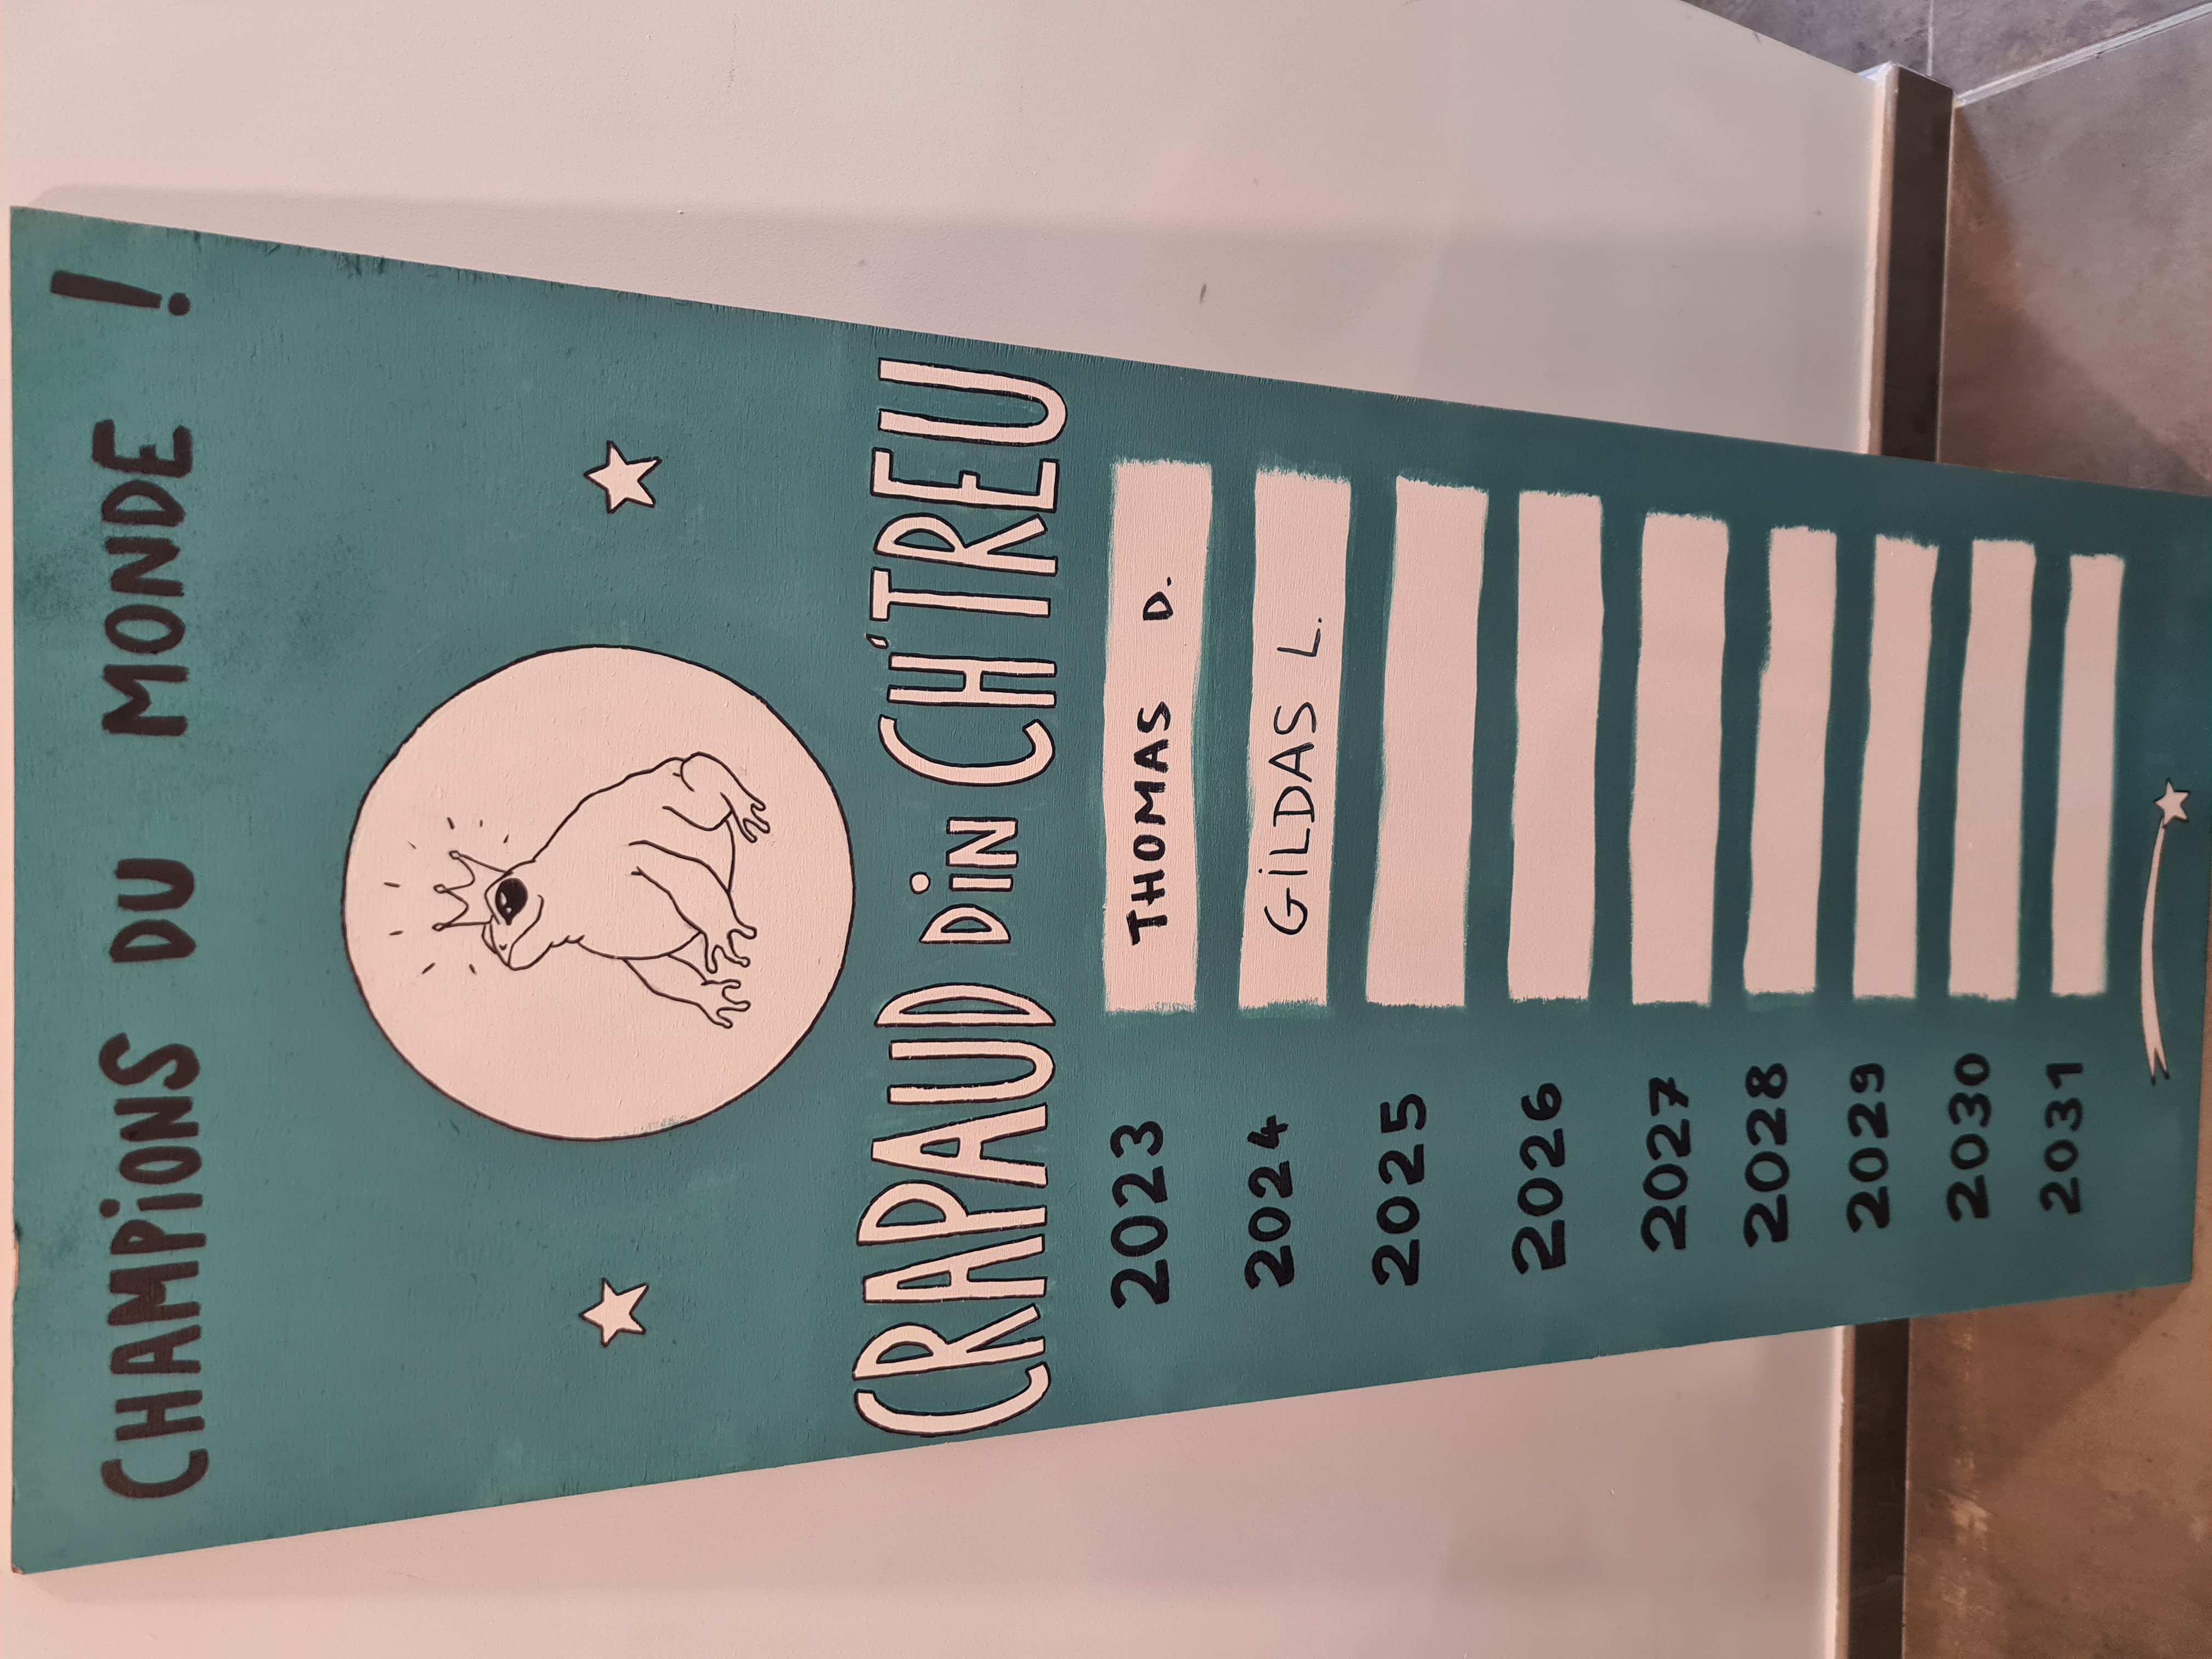 CHAMPiONS DU MONDE !
CRAPAUD DiN CH'TREU
2023 THOMAS D.
2024 GiLDAS L.
2025
2026
2027
2028
2029
2030
2031